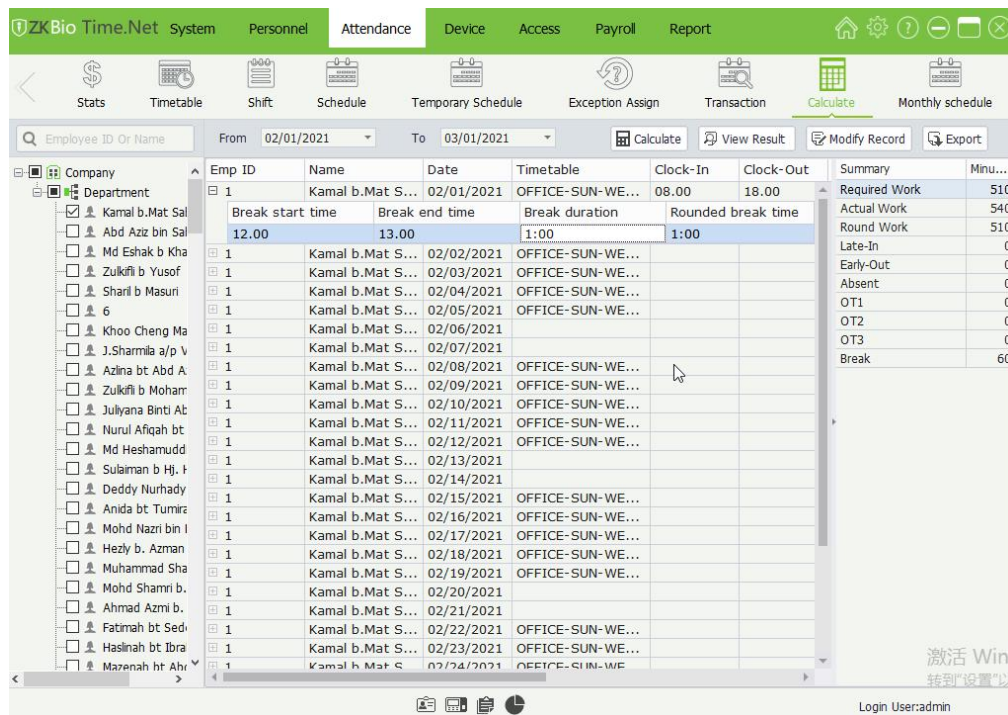 ZKBio Time.Net System Personnel Attendance Device Access Payroll Report
Stats Timetable Shift Schedule Temporary Schedule Exception Assign Transaction Calculate Monthly schedule
Employee ID Or Name From 02/01/2021 To 03/01/2021 Calculate View Result Modify Record Export
Company
Department
Kamal b.Mat Sal
Abd Aziz bin Sal
Md Eshak b Kha
Zulkifli b Yusof
Sharil b Masuri
6
Khoo Cheng Ma
J.Sharmila a/p V
Azlina bt Abd A
Zulkifli b Moham
Juliyana Binti Ab
Nurul Afiqah bt
Md Heshamudd
Sulaiman b Hj. H
Deddy Nurhady
Anida bt Tumira
Mohd Nazri bin
Hezly b. Azman
Muhammad Sha
Mohd Shamri b.
Ahmad Azmi b.
Fatimah bt Sed
Haslinah bt Ibra
Mazenah bt Abd
Emp ID Name Date Timetable Clock-In Clock-Out
1 Kamal b.Mat S... 02/01/2021 OFFICE-SUN-WE... 08.00 18.00
Break start time Break end time Break duration Rounded break time
12.00 13.00 1:00 1:00
1 Kamal b.Mat S... 02/02/2021 OFFICE-SUN-WE...
1 Kamal b.Mat S... 02/03/2021 OFFICE-SUN-WE...
1 Kamal b.Mat S... 02/04/2021 OFFICE-SUN-WE...
1 Kamal b.Mat S... 02/05/2021 OFFICE-SUN-WE...
1 Kamal b.Mat S... 02/06/2021
1 Kamal b.Mat S... 02/07/2021
1 Kamal b.Mat S... 02/08/2021 OFFICE-SUN-WE...
1 Kamal b.Mat S... 02/09/2021 OFFICE-SUN-WE...
1 Kamal b.Mat S... 02/10/2021 OFFICE-SUN-WE...
1 Kamal b.Mat S... 02/11/2021 OFFICE-SUN-WE...
1 Kamal b.Mat S... 02/12/2021 OFFICE-SUN-WE...
1 Kamal b.Mat S... 02/13/2021
1 Kamal b.Mat S... 02/14/2021
1 Kamal b.Mat S... 02/15/2021 OFFICE-SUN-WE...
1 Kamal b.Mat S... 02/16/2021 OFFICE-SUN-WE...
1 Kamal b.Mat S... 02/17/2021 OFFICE-SUN-WE...
1 Kamal b.Mat S... 02/18/2021 OFFICE-SUN-WE...
1 Kamal b.Mat S... 02/19/2021 OFFICE-SUN-WE...
1 Kamal b.Mat S... 02/20/2021
1 Kamal b.Mat S... 02/21/2021
1 Kamal b.Mat S... 02/22/2021 OFFICE-SUN-WE...
1 Kamal b.Mat S... 02/23/2021 OFFICE-SUN-WE...
1 Kamal b.Mat S... 02/24/2021 OFFICE-SUN-WE...
Summary Minu...
Required Work 510
Actual Work 540
Round Work 510
Late-In 0
Early-Out 0
Absent 0
OT1 0
OT2 0
OT3 0
Break 60
激活 Win
转到"设置"以
Login User:admin